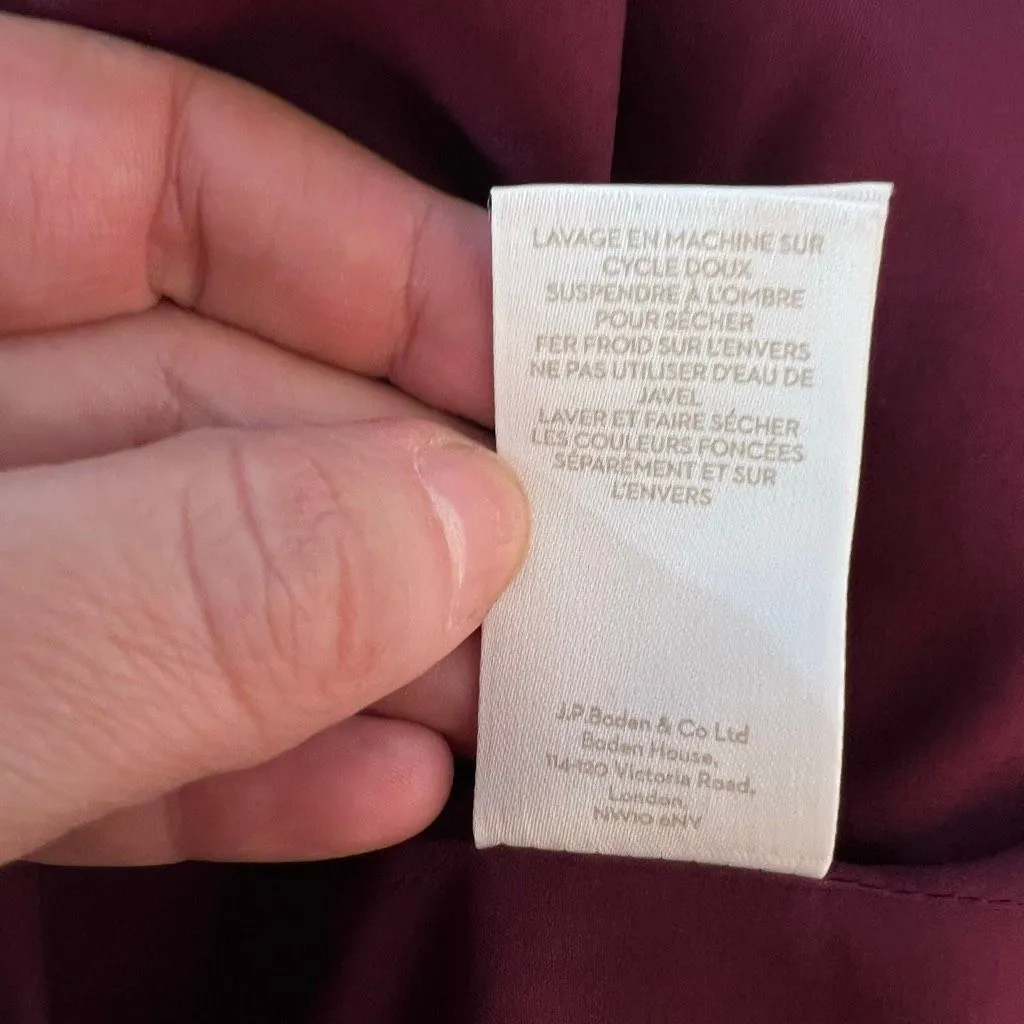 LAVAGE EN MACHINE SUR
CYCLE DOUX
SUSPENDRE À L'OMBRE
POUR SÉCHER
FER FROID SUR L'ENVERS
NE PAS UTILISER D'EAU DE
JAVEL
LAVER ET FAIRE SÉCHER
LES COULEURS FONCÉES
SÉPARÉMENT ET SUR
L'ENVERS
J.P.Boden & Co Ltd
Boden House,
114-120 Victoria Road,
London,
NW10 6NY